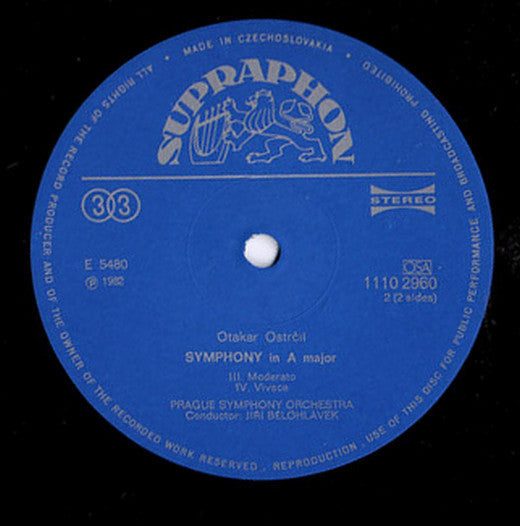 MADE IN CZECHOSLOVAKIA
ALL RIGHTS OF THE RECORD PRODUCER AND OF THE OWNER OF THE RECORDED WORK RESERVED . REPRODUCTION . USE OF THIS DISC FOR PUBLIC PERFORMANCE AND BROADCASTING PROHIBITED
SUPRAPHON
33
STEREO
E 5480
OSA
℗ 1982
1110 2960
2 (2 sides)
Otakar Ostrčil
SYMPHONY in A major
III. Moderato
IV. Vivace
PRAGUE SYMPHONY ORCHESTRA
Conductor: JIŘÍ BĚLOHLÁVEK